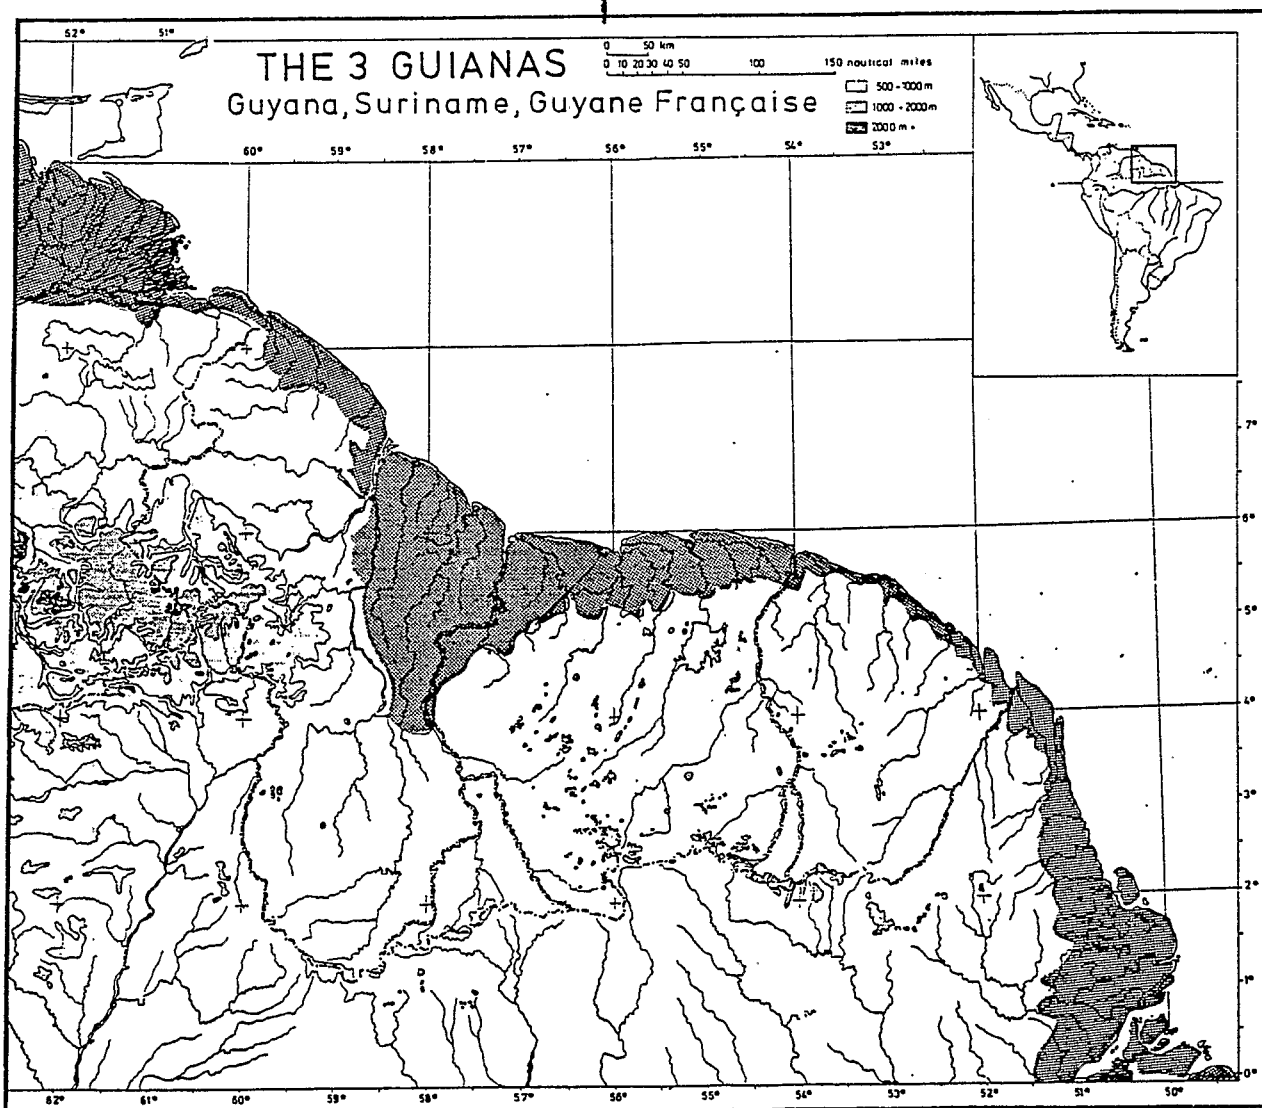 52° 51°
THE 3 GUIANAS
Guyana, Suriname, Guyane Française
0 50 km
0 10 20 30 40 50 100 150 nautical miles
500 - 1000 m
1000 - 2000 m
2000 m +
60° 59° 58° 57° 56° 55° 54° 53°
7°
6°
5°
4°
3°
2°
1°
0°
62° 61° 60° 59° 58° 57° 56° 55° 54° 53° 52° 51° 50°